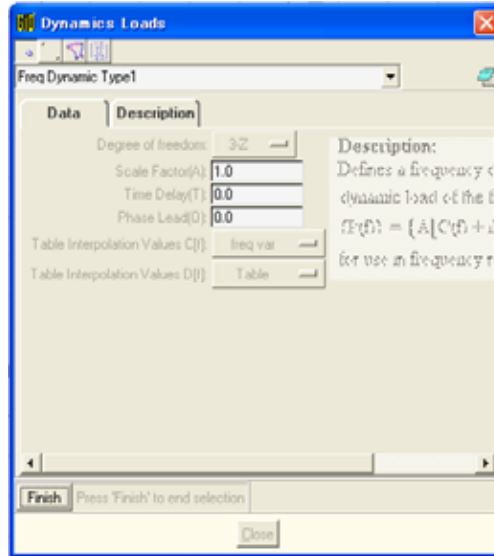 Dynamics Loads
Freq Dynamic Type1
Data Description
Degree of freedom: 3-Z
Scale Factor(A): 1.0
Time Delay(T): 0.0
Phase Lead(0): 0.0
Table Interpolation Values C[f]: freq var
Table Interpolation Values D[f]: Table
Description:
Defines a frequency
dynamic load of the
for use in frequency
Finish Press 'Finish' to end selection
Close